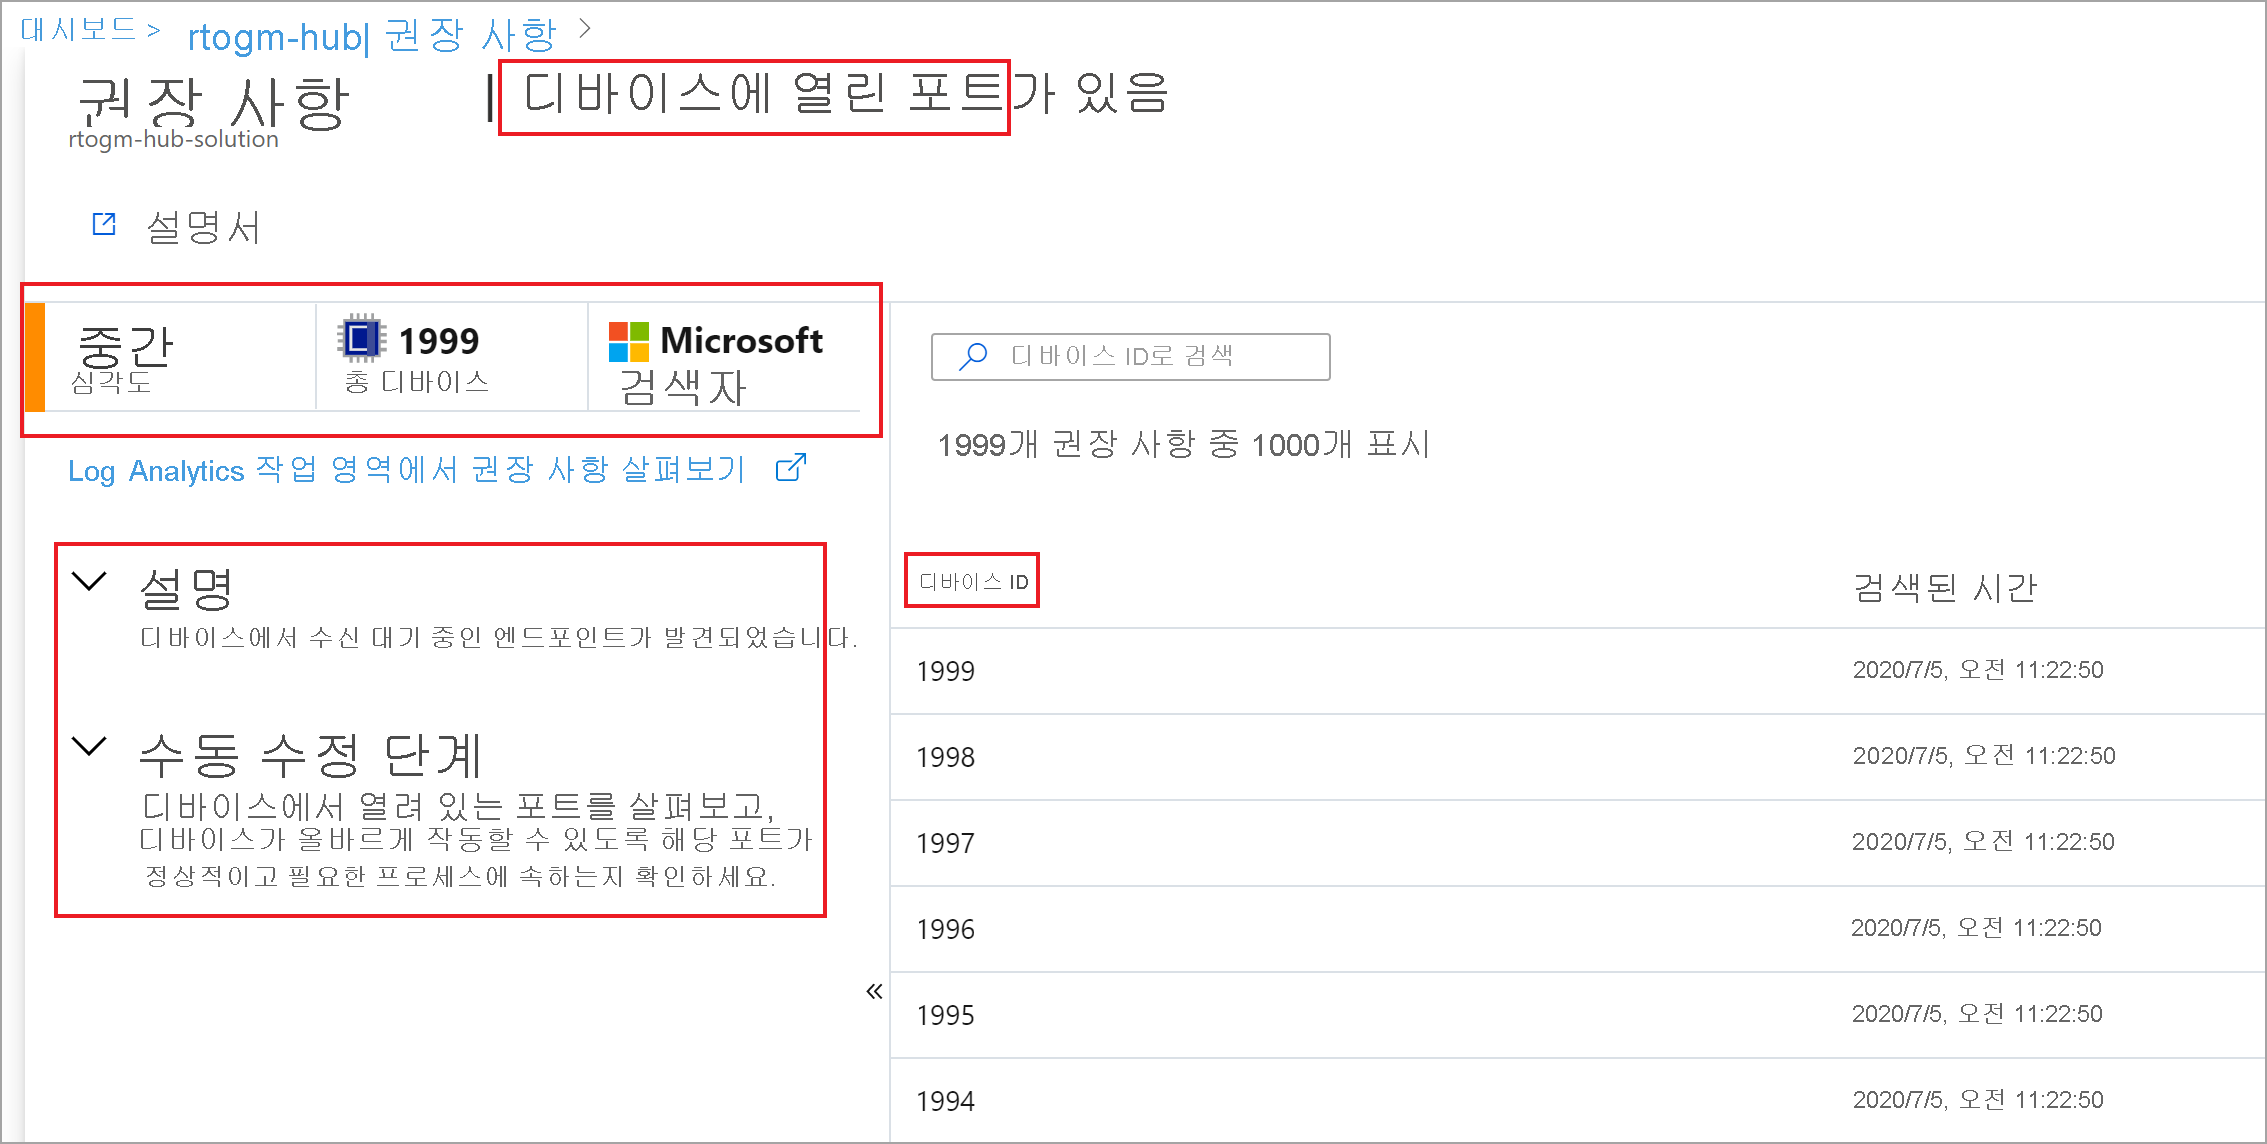 대시보드 > rtogm-hub| 권장 사항 >
권장 사항 | 디바이스에 열린 포트가 있음
rtogm-hub-solution
설명서
중간
심각도
1999
총 디바이스
Microsoft
검색자
Log Analytics 작업 영역에서 권장 사항 살펴보기
설명
디바이스에서 수신 대기 중인 엔드포인트가 발견되었습니다.
수동 수정 단계
디바이스에서 열려 있는 포트를 살펴보고,
디바이스가 올바르게 작동할 수 있도록 해당 포트가
정상적이고 필요한 프로세스에 속하는지 확인하세요.
«
디바이스 ID로 검색
1999개 권장 사항 중 1000개 표시
디바이스 ID 검색된 시간
1999 2020/7/5, 오전 11:22:50
1998 2020/7/5, 오전 11:22:50
1997 2020/7/5, 오전 11:22:50
1996 2020/7/5, 오전 11:22:50
1995 2020/7/5, 오전 11:22:50
1994 2020/7/5, 오전 11:22:50